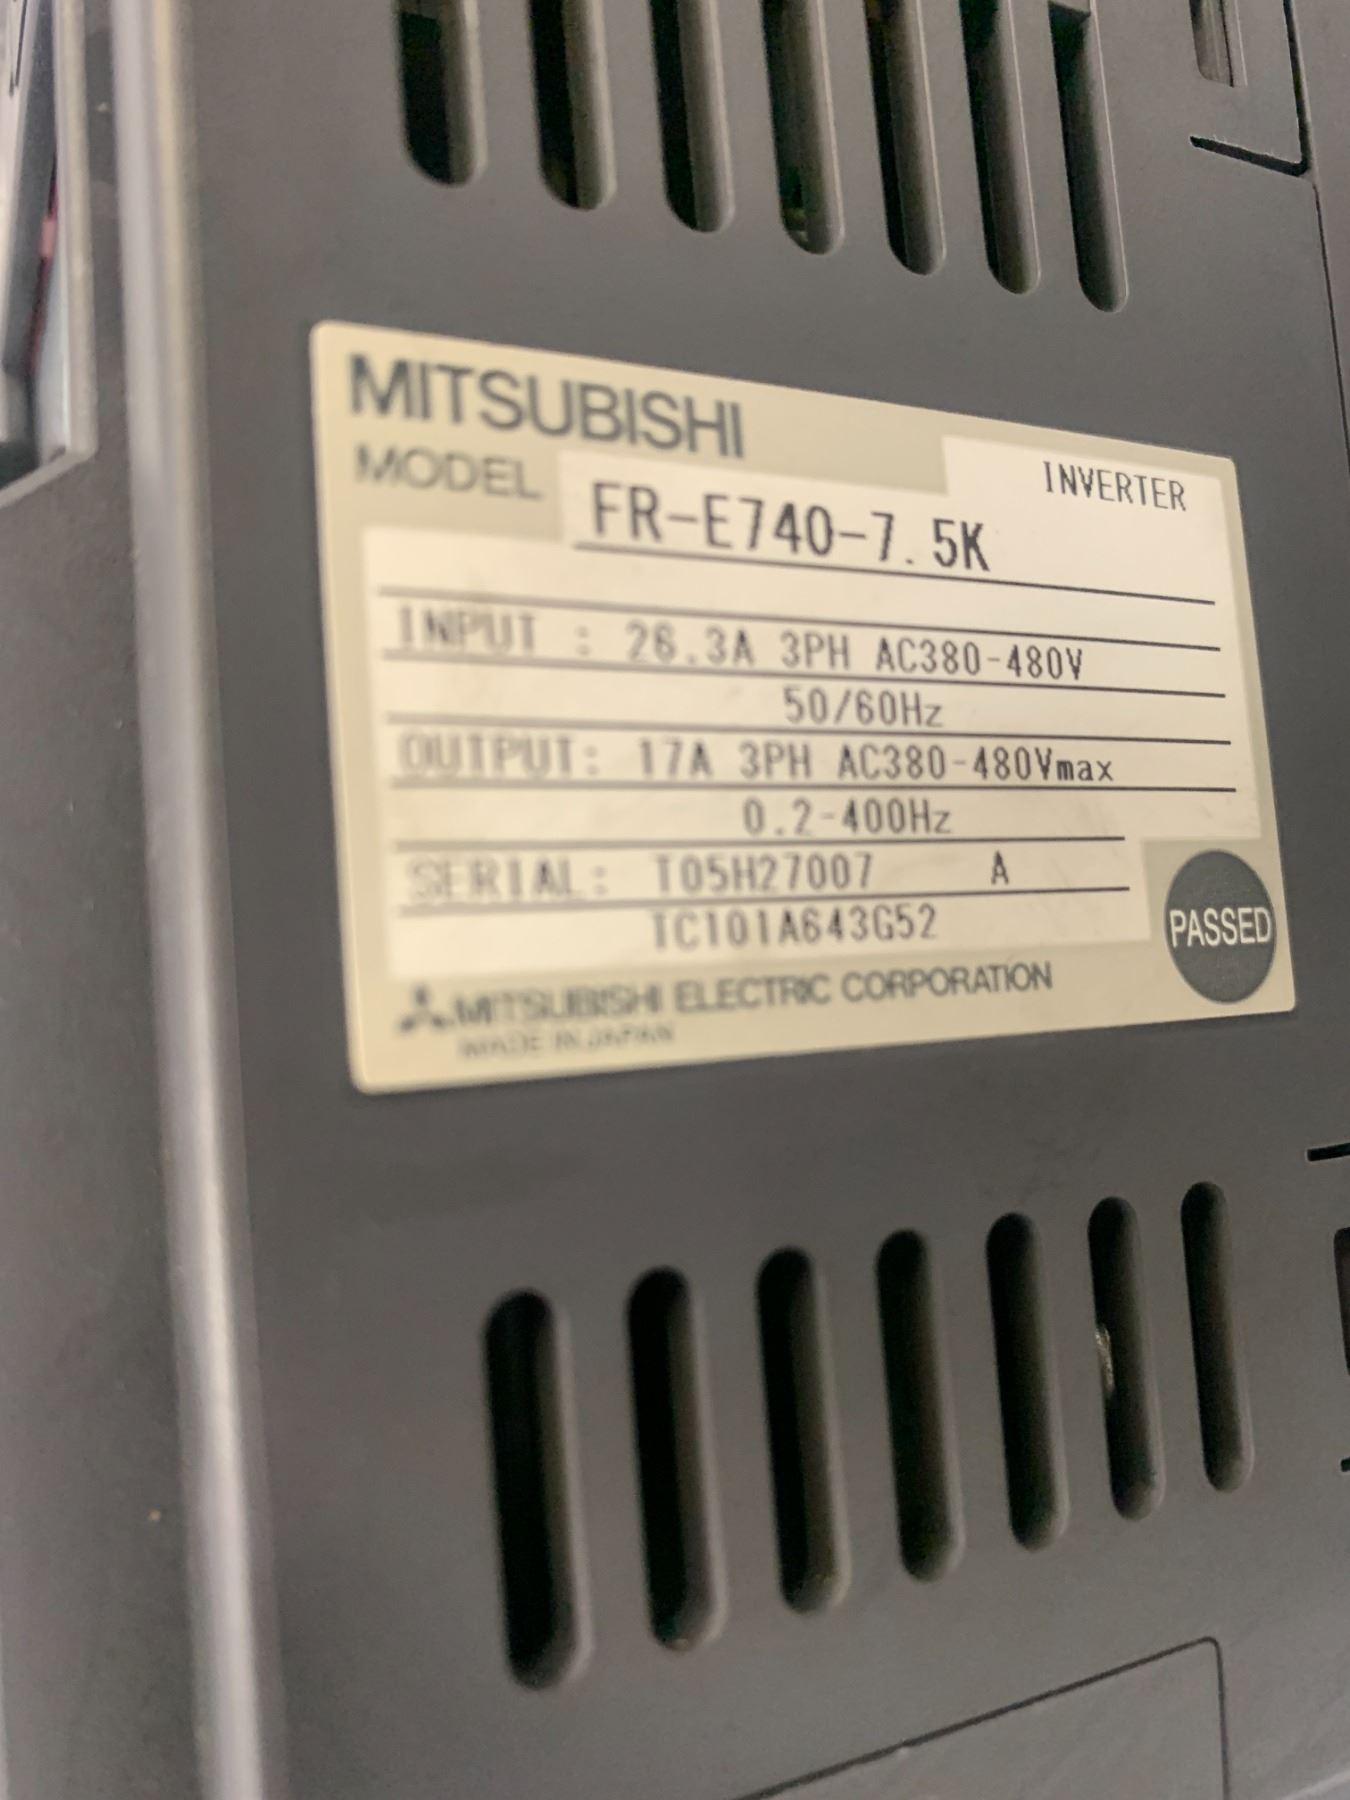 MITSUBISHI
INVERTER
MODEL FR-E740-7.5K
INPUT : 26.3A 3PH AC380-480V
50/60Hz
OUTPUT: 17A 3PH AC380-480Vmax
0.2-400Hz
SERIAL: T05H27007 A
TC101A643G52
PASSED
MITSUBISHI ELECTRIC CORPORATION
MADE IN JAPAN